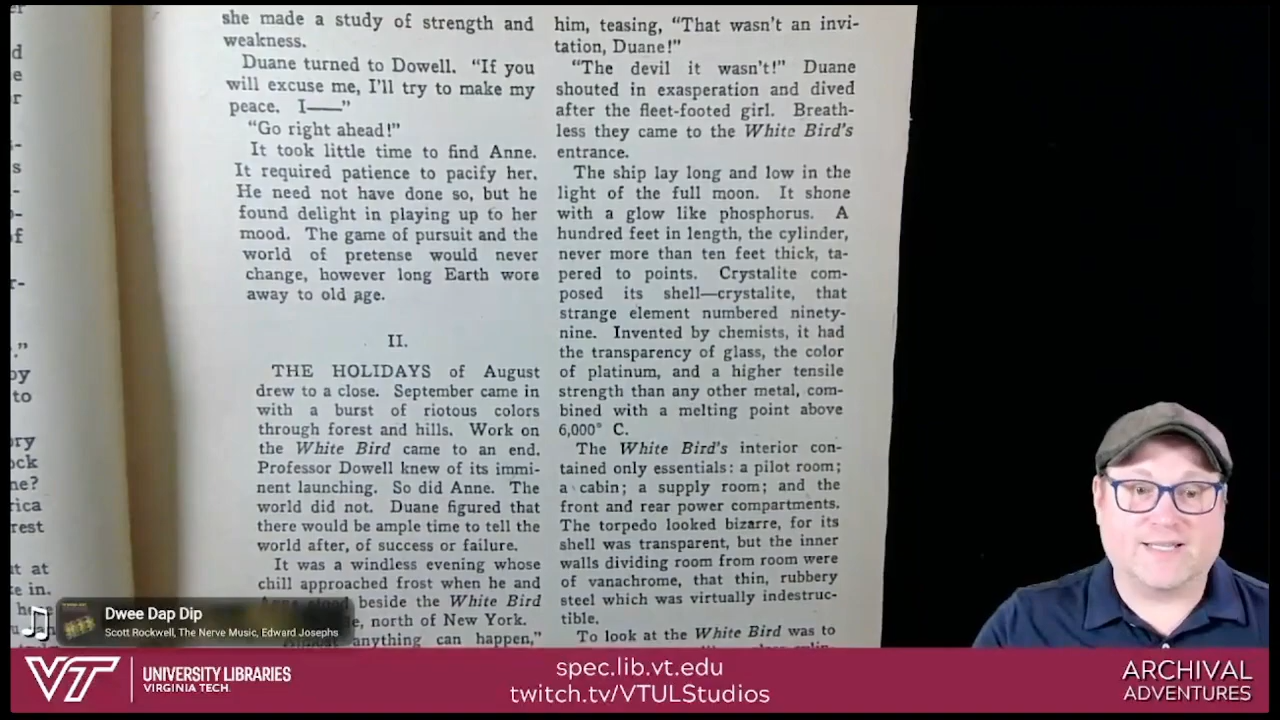 er
d
e
r
s
of
r-
."
by
to
ory
ock
ne?
rica
rest
at at
e in.
she made a study of strength and
weakness.
Duane turned to Dowell. "If you
will excuse me, I'll try to make my
peace. I——"
"Go right ahead!"
It took little time to find Anne.
It required patience to pacify her.
He need not have done so, but he
found delight in playing up to her
mood. The game of pursuit and the
world of pretense would never
change, however long Earth wore
away to old age.
II.
THE HOLIDAYS of August
drew to a close. September came in
with a burst of riotous colors
through forest and hills. Work on
the White Bird came to an end.
Professor Dowell knew of its immi-
nent launching. So did Anne. The
world did not. Duane figured that
there would be ample time to tell the
world after, of success or failure.
It was a windless evening whose
chill approached frost when he and
Anne stood beside the White Bird
e, north of New York.
anything can happen,"
him, teasing, "That wasn't an invi-
tation, Duane!"
"The devil it wasn't!" Duane
shouted in exasperation and dived
after the fleet-footed girl. Breath-
less they came to the White Bird's
entrance.
The ship lay long and low in the
light of the full moon. It shone
with a glow like phosphorus. A
hundred feet in length, the cylinder,
never more than ten feet thick, ta-
pered to points. Crystalite com-
posed its shell—crystalite, that
strange element numbered ninety-
nine. Invented by chemists, it had
the transparency of glass, the color
of platinum, and a higher tensile
strength than any other metal, com-
bined with a melting point above
6,000° C.
The White Bird's interior con-
tained only essentials: a pilot room;
a cabin; a supply room; and the
front and rear power compartments.
The torpedo looked bizarre, for its
shell was transparent, but the inner
walls dividing room from room were
of vanachrome, that thin, rubbery
steel which was virtually indestruc-
tible.
To look at the White Bird was to
Dwee Dap Dip
Scott Rockwell, The Nerve Music, Edward Josephs
VT
UNIVERSITY LIBRARIES
VIRGINIA TECH.
spec.lib.vt.edu
twitch.tv/VTULStudios
ARCHIVAL
ADVENTURES